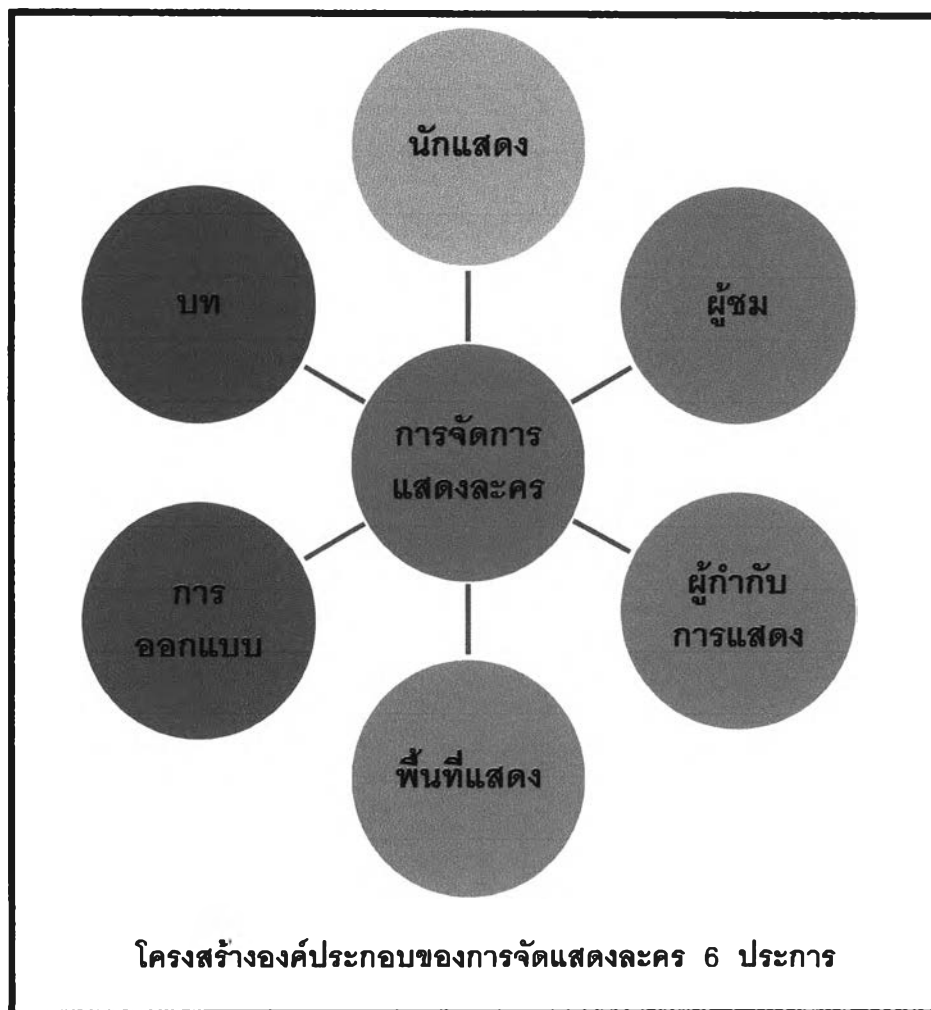 นักแสดง
บท
ผู้ชม
การจัดการ
แสดงละคร
การ
ออกแบบ
ผู้กำกับ
การแสดง
พื้นที่แสดง
โครงสร้างองค์ประกอบของการจัดแสดงละคร 6 ประการ